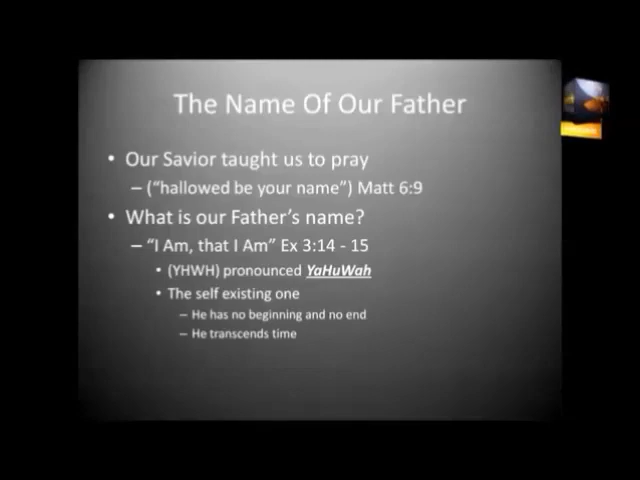 The Name Of Our Father
• Our Savior taught us to pray
– ("hallowed be your name") Matt 6:9
• What is our Father's name?
– "I Am, that I Am" Ex 3:14 - 15
• (YHWH) pronounced YaHuWah
• The self existing one
– He has no beginning and no end
– He transcends time